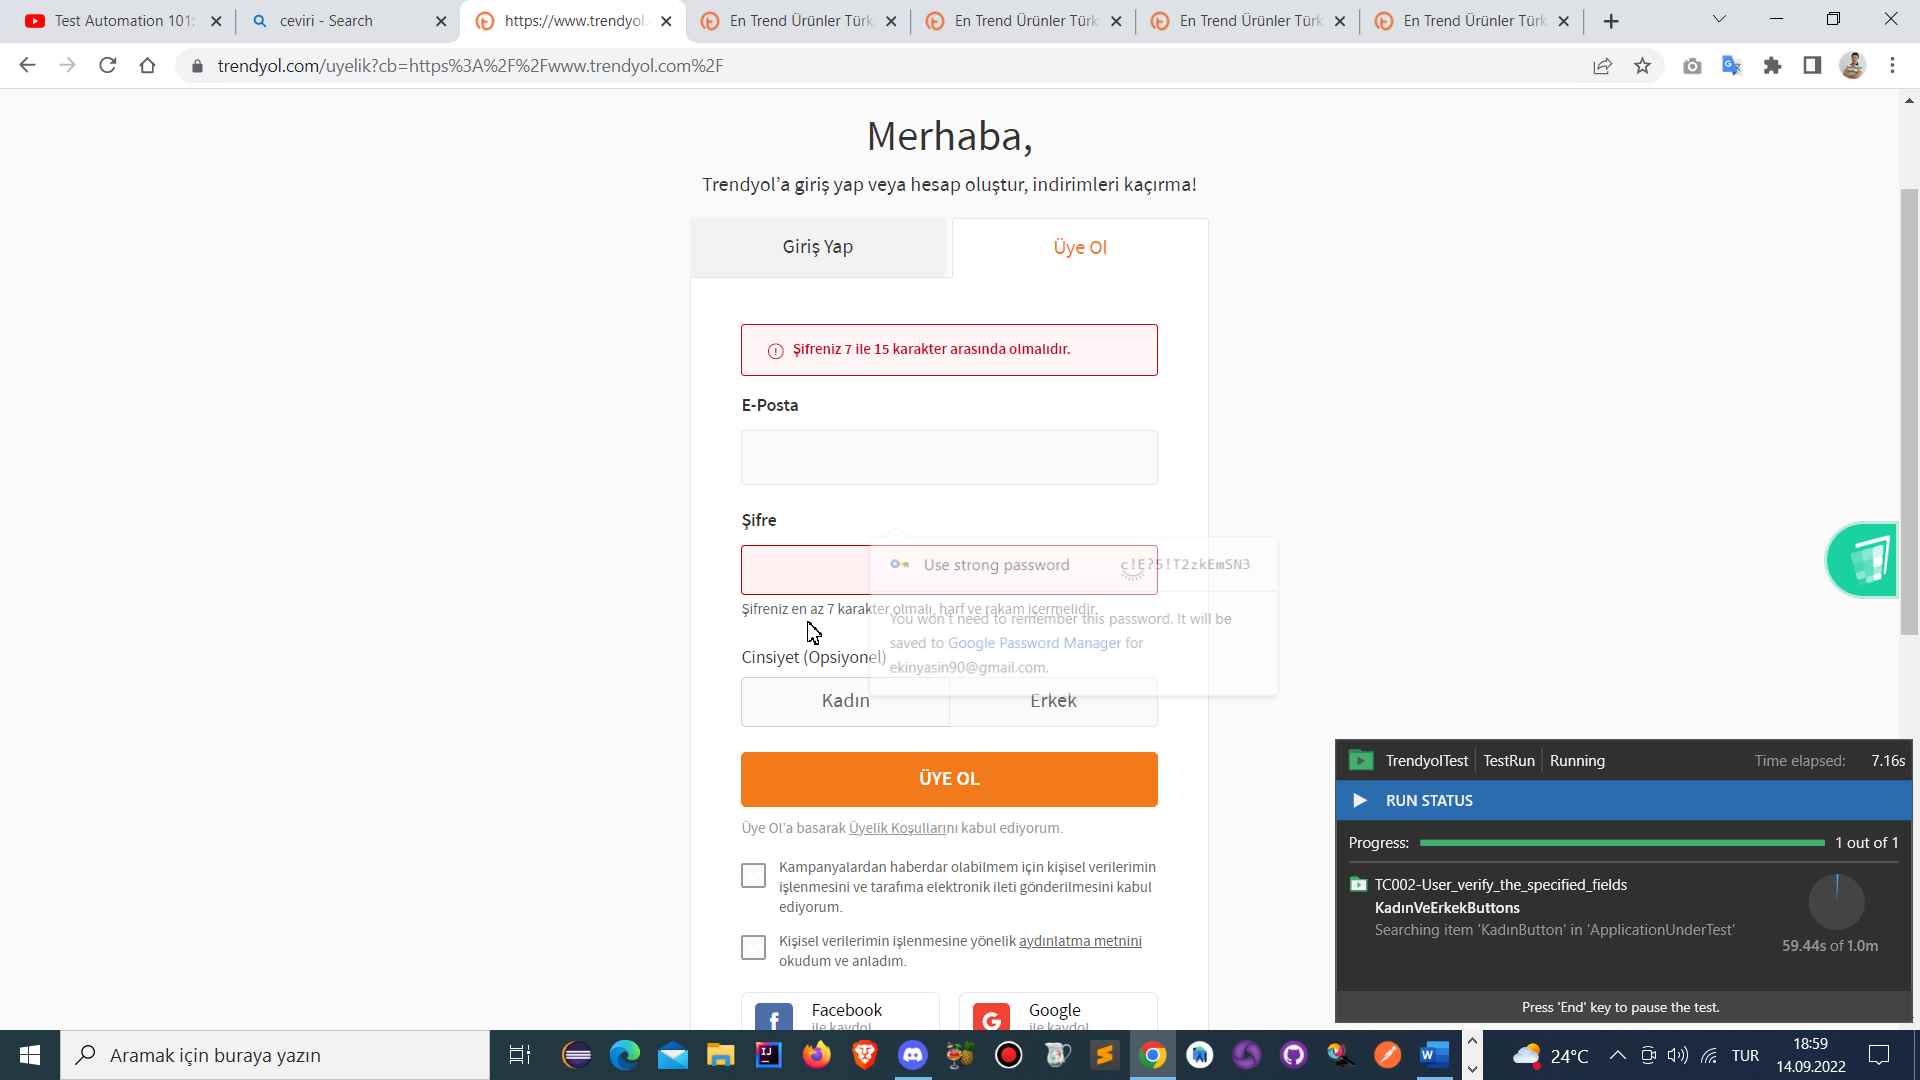 Test Automation 101:
ceviri - Search
https://www.trendyol.
En Trend Ürünler Türk
En Trend Ürünler Türk
En Trend Ürünler Türk
En Trend Ürünler Türk
trendyol.com/uyelik?cb=https%3A%2F%2Fwww.trendyol.com%2F
Merhaba,
Trendyol’a giriş yap veya hesap oluştur, indirimleri kaçırma!
Giriş Yap
Üye Ol
Şifreniz 7 ile 15 karakter arasında olmalıdır.
E-Posta
Şifre
Use strong password
c!E?5!T2zkEmSN3
Şifreniz en az 7 karakter olmalı, harf ve rakam içermelidir.
You won't need to remember this password. It will be
saved to Google Password Manager for
ekinyasin90@gmail.com.
Cinsiyet (Opsiyonel)
Kadın
Erkek
ÜYE OL
Üye Ol’a basarak Üyelik Koşullarını kabul ediyorum.
Kampanyalardan haberdar olabilmem için kişisel verilerimin
işlenmesini ve tarafıma elektronik ileti gönderilmesini kabul
ediyorum.
Kişisel verilerimin işlenmesine yönelik aydınlatma metnini
okudum ve anladım.
Facebook
ile kaydol
Google
ile kaydol
TrendyolTest
TestRun
Running
Time elapsed:
7.16s
RUN STATUS
Progress:
1 out of 1
TC002-User_verify_the_specified_fields
KadınVeErkekButtons
Searching item 'KadınButton' in 'ApplicationUnderTest'
59.44s of 1.0m
Press 'End' key to pause the test.
Aramak için buraya yazın
24°C
TUR
18:59
14.09.2022